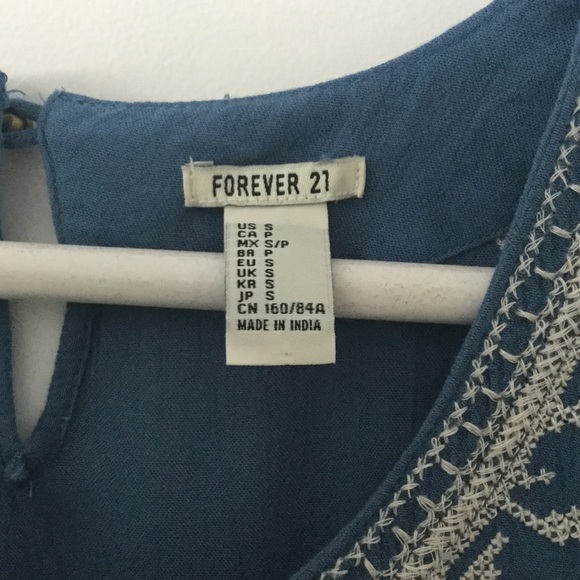 FOREVER 21
US S
CA P
MX S/P
BR P
EU S
UK S
KR S
JP S
CN 160/84A
MADE IN INDIA